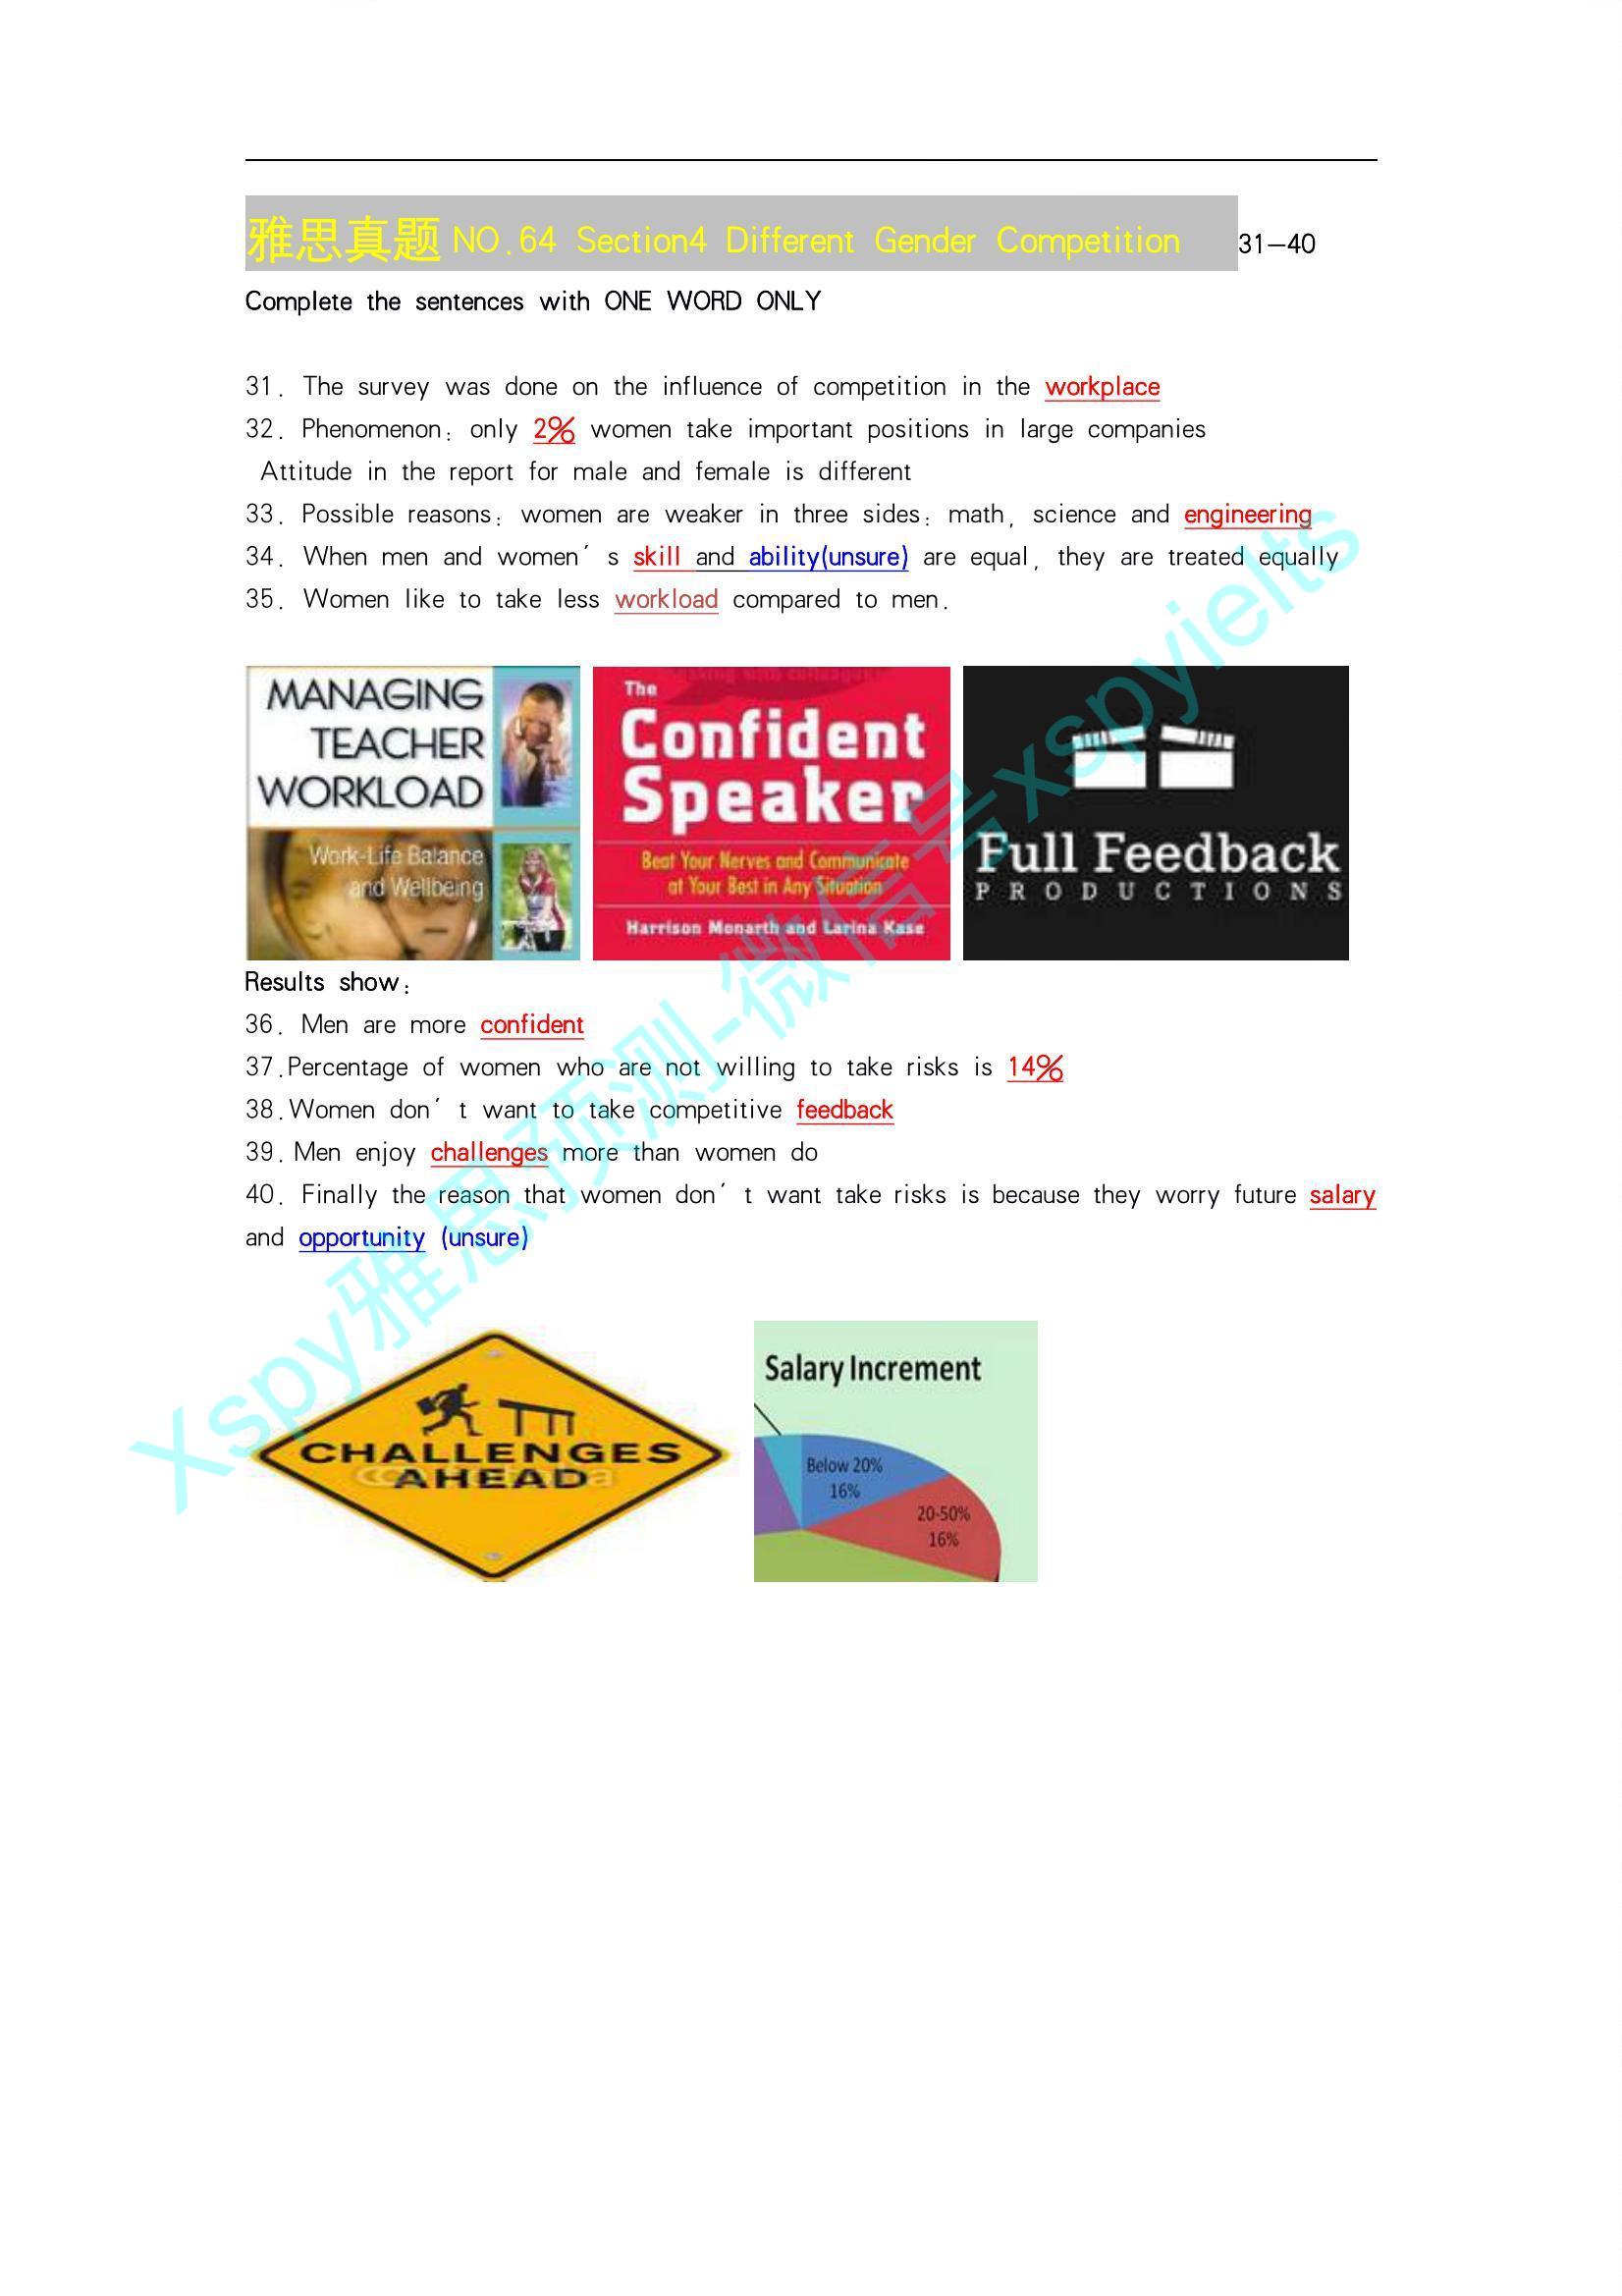 雅思真题 NO.64 Section4 Different Gender Competition 31-40
Complete the sentences with ONE WORD ONLY
31. The survey was done on the influence of competition in the workplace
32. Phenomenon: only 2% women take important positions in large companies
Attitude in the report for male and female is different
33. Possible reasons: women are weaker in three sides: math, science and engineering
34. When men and women' s skill and ability(unsure) are equal, they are treated equally
35. Women like to take less workload compared to men.
MANAGING
TEACHER
WORKLOAD
Work-Life Balance
and Wellbeing
The
Confident
Speaker
Beat Your Nerves and Communicate
at Your Best in Any Situation
Harrison Monarth and Larina Kase
Full Feedback
PRODUCTIONS
Results show:
36. Men are more confident
37.Percentage of women who are not willing to take risks is 14%
38.Women don' t want to take competitive feedback
39. Men enjoy challenges more than women do
40. Finally the reason that women don' t want take risks is because they worry future salary
and opportunity (unsure)
CHALLENGES
AHEAD
Salary Increment
Below 20%
16%
20-50%
16%
Xspy雅思预测-微信号xspyielts